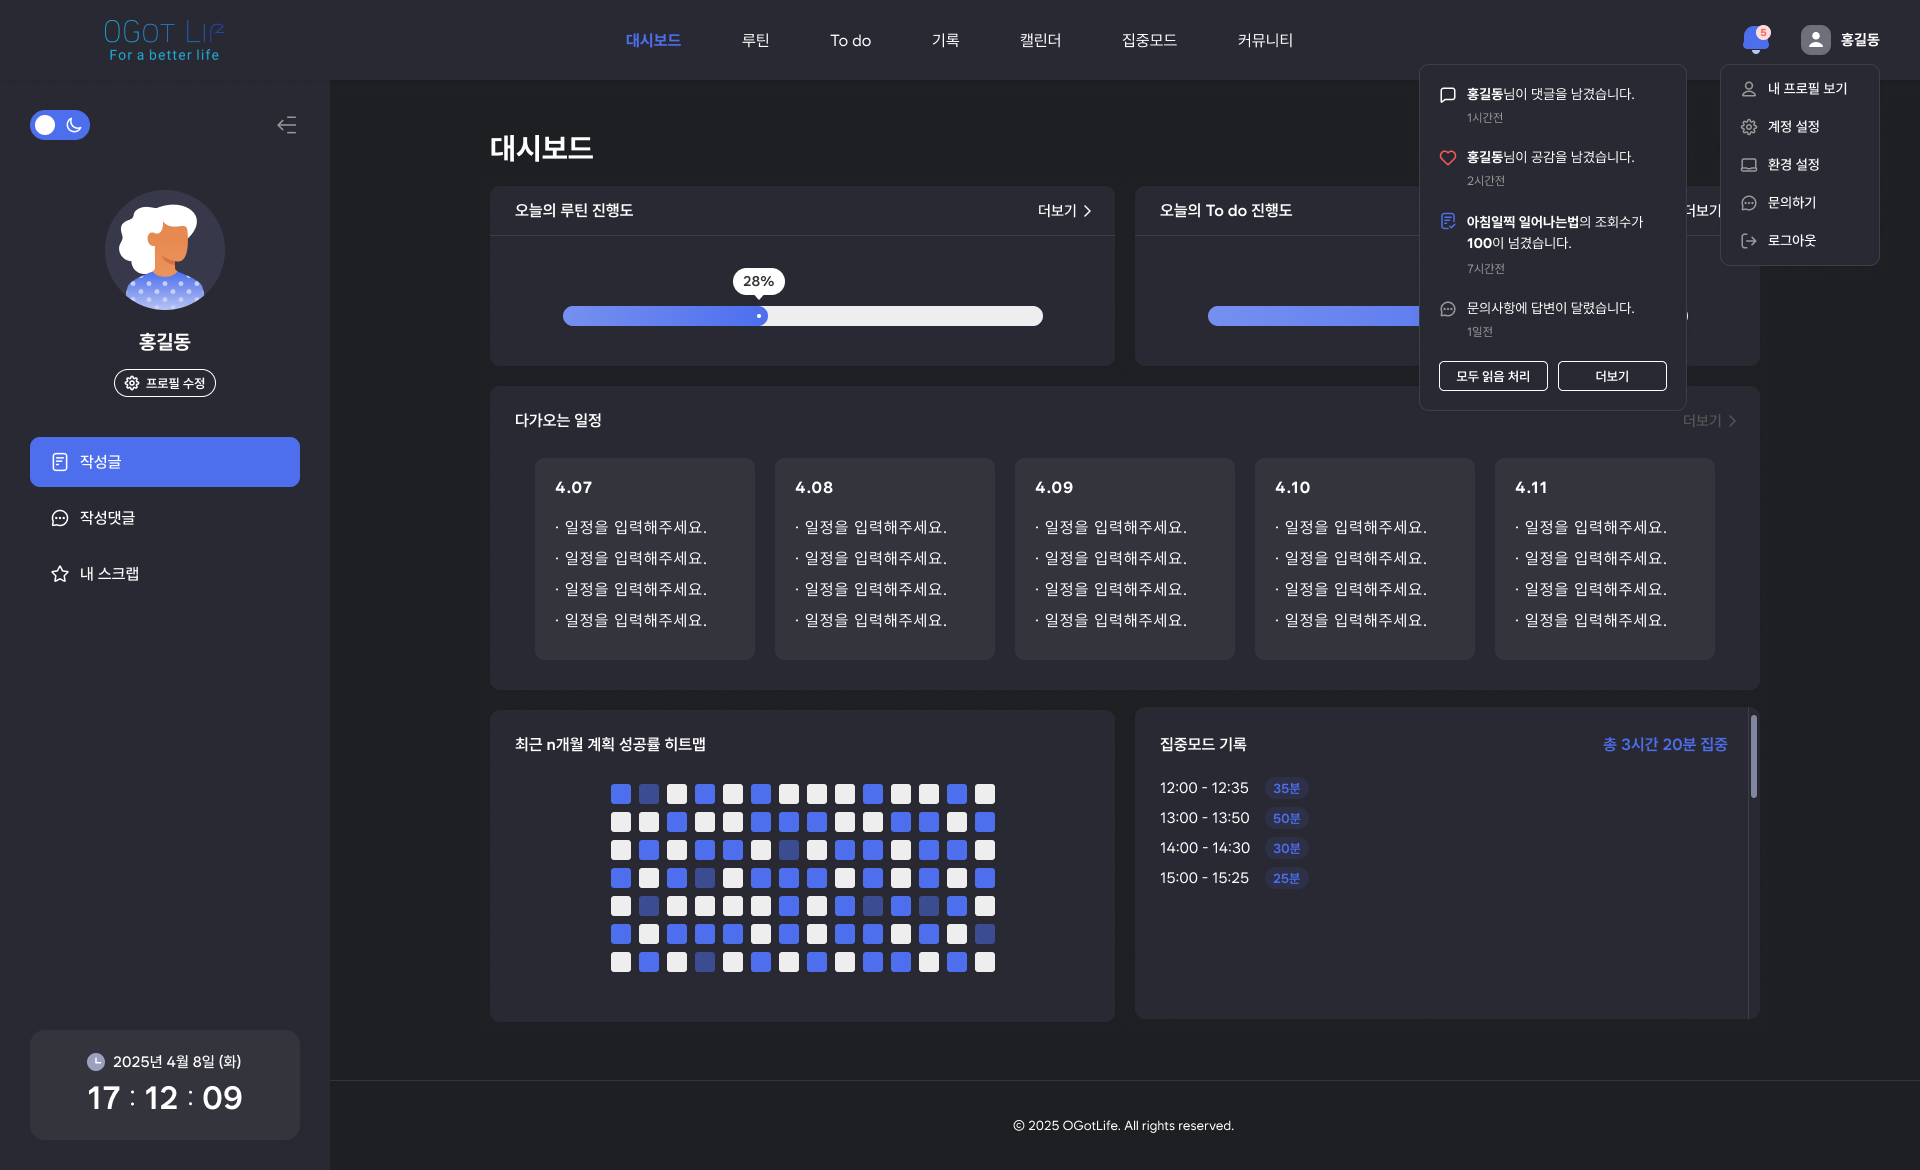 OGOT LIF
For a better life
대시보드
루틴
To do
기록
캘린더
집중모드
커뮤니티
5
홍길동
홍길동
프로필 수정
작성글
작성댓글
내 스크랩
2025년 4월 8일 (화)
17 : 12 : 09
대시보드
오늘의 루틴 진행도
더보기
28%
오늘의 To do 진행도
더보기
홍길동님이 댓글을 남겼습니다.
1시간전
홍길동님이 공감을 남겼습니다.
2시간전
아침일찍 일어나는법의 조회수가
100이 넘겼습니다.
7시간전
문의사항에 답변이 달렸습니다.
1일전
모두 읽음 처리
더보기
내 프로필 보기
계정 설정
환경 설정
문의하기
로그아웃
다가오는 일정
더보기
4.07
· 일정을 입력해주세요.
· 일정을 입력해주세요.
· 일정을 입력해주세요.
· 일정을 입력해주세요.
4.08
· 일정을 입력해주세요.
· 일정을 입력해주세요.
· 일정을 입력해주세요.
· 일정을 입력해주세요.
4.09
· 일정을 입력해주세요.
· 일정을 입력해주세요.
· 일정을 입력해주세요.
· 일정을 입력해주세요.
4.10
· 일정을 입력해주세요.
· 일정을 입력해주세요.
· 일정을 입력해주세요.
· 일정을 입력해주세요.
4.11
· 일정을 입력해주세요.
· 일정을 입력해주세요.
· 일정을 입력해주세요.
· 일정을 입력해주세요.
최근 n개월 계획 성공률 히트맵
집중모드 기록
총 3시간 20분 집중
12:00 - 12:35 35분
13:00 - 13:50 50분
14:00 - 14:30 30분
15:00 - 15:25 25분
© 2025 OGotLife. All rights reserved.